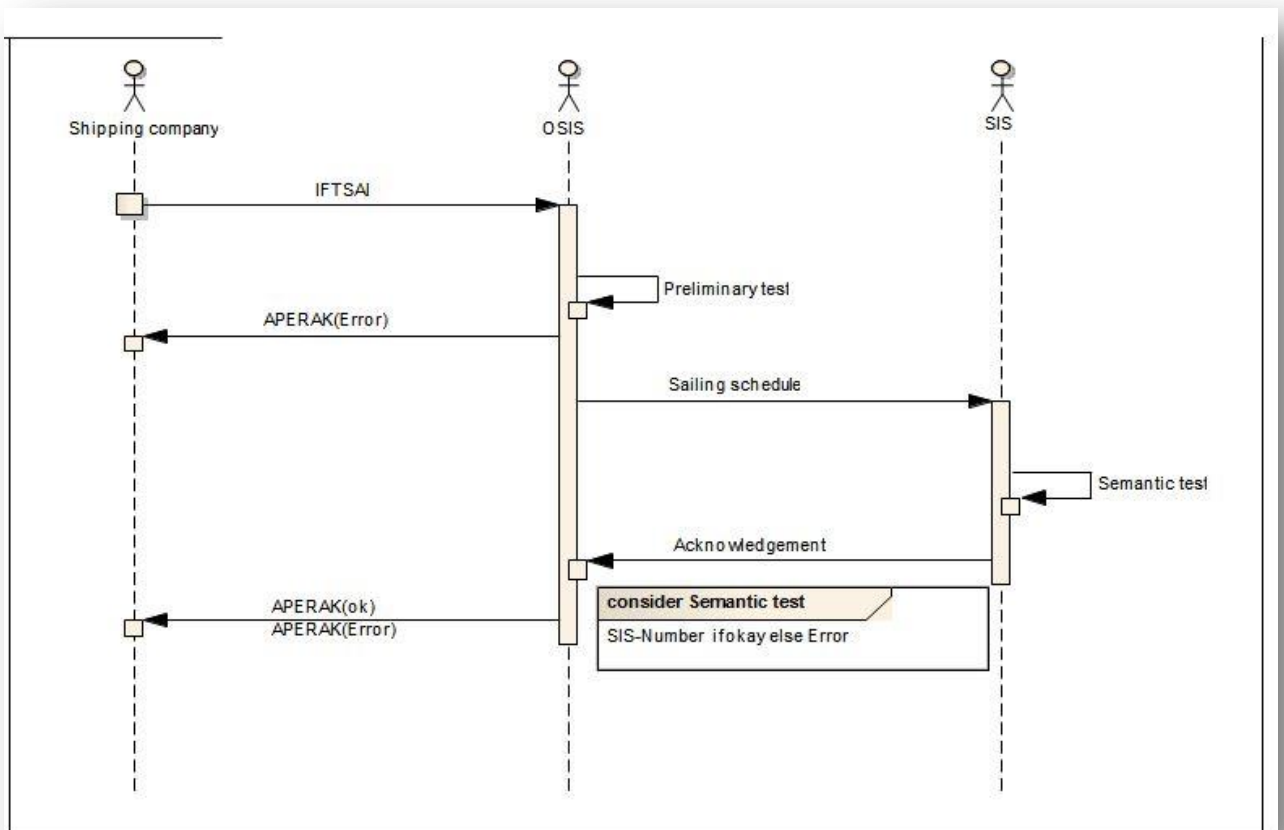 Shipping company
OSIS
SIS
IFTSAI
Preliminary test
APERAK(Error)
Sailing schedule
Semantic test
Acknowledgement
consider Semantic test
SIS-Number if okay else Error
APERAK(ok)
APERAK(Error)